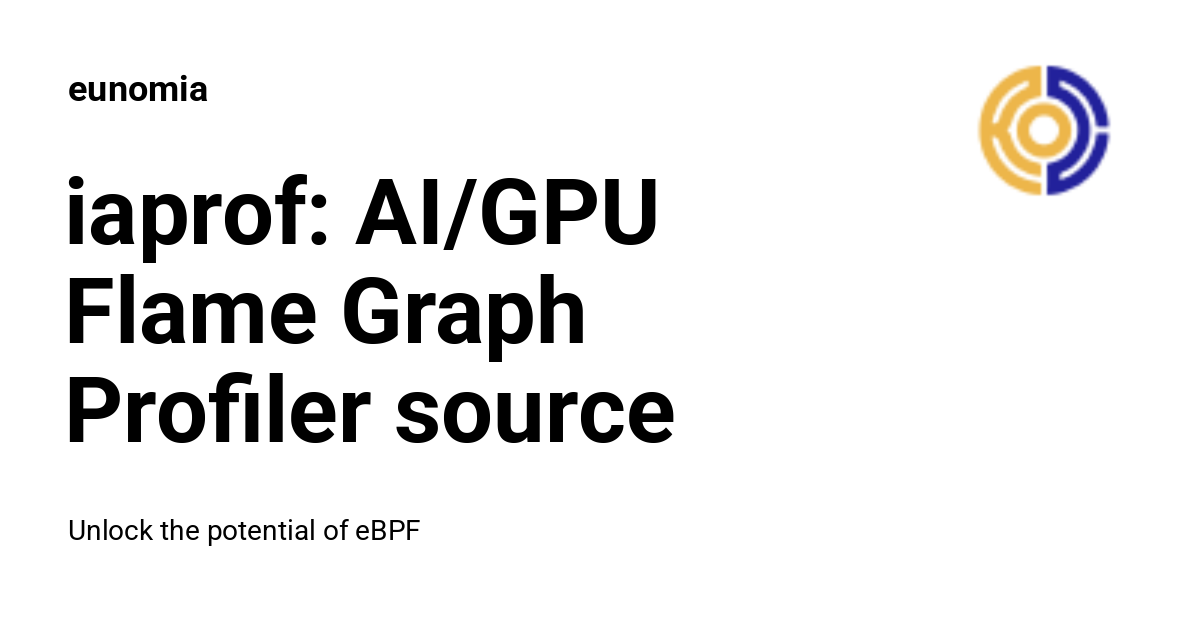 eunomia
iaprof: AI/GPU
Flame Graph
Profiler source
Unlock the potential of eBPF